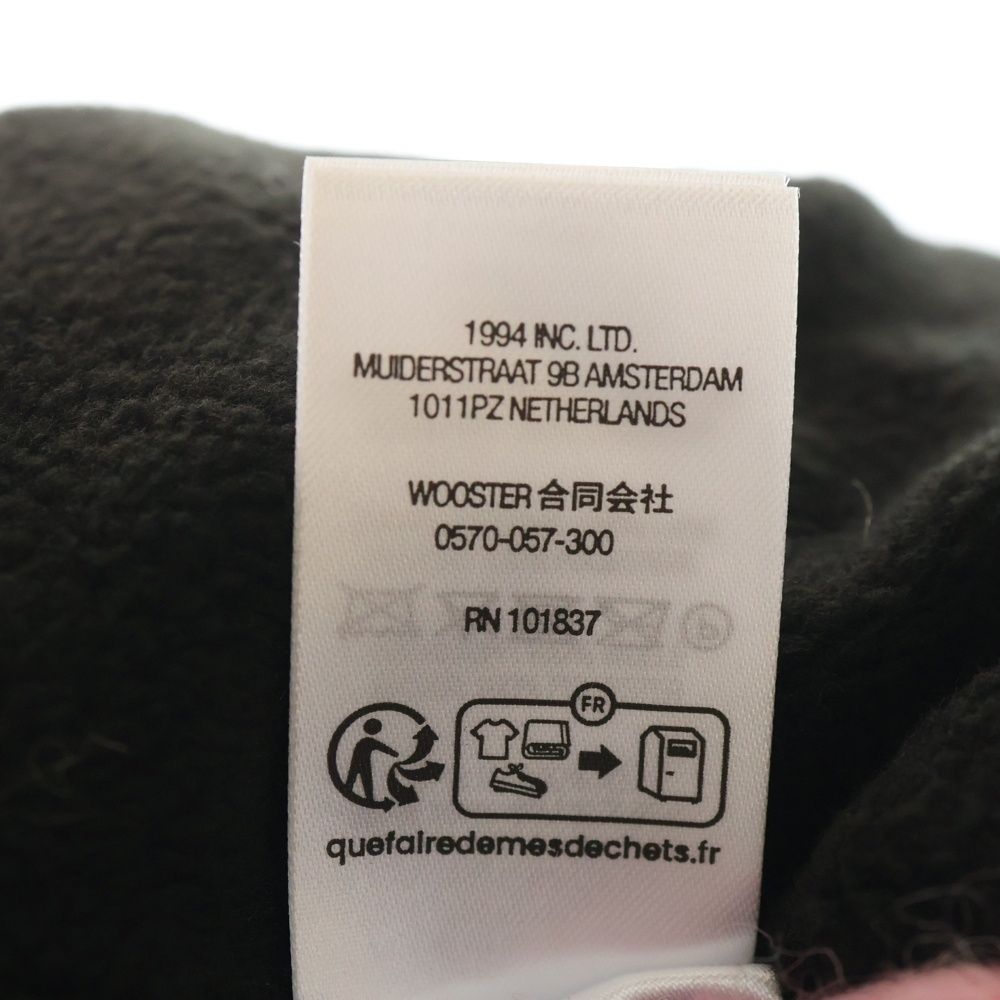 1994 INC. LTD.
MUIDERSTRAAT 9B AMSTERDAM
1011PZ NETHERLANDS
WOOSTER 合同会社
0570-057-300
RN 101837
FR
quefairedemesdechets.fr